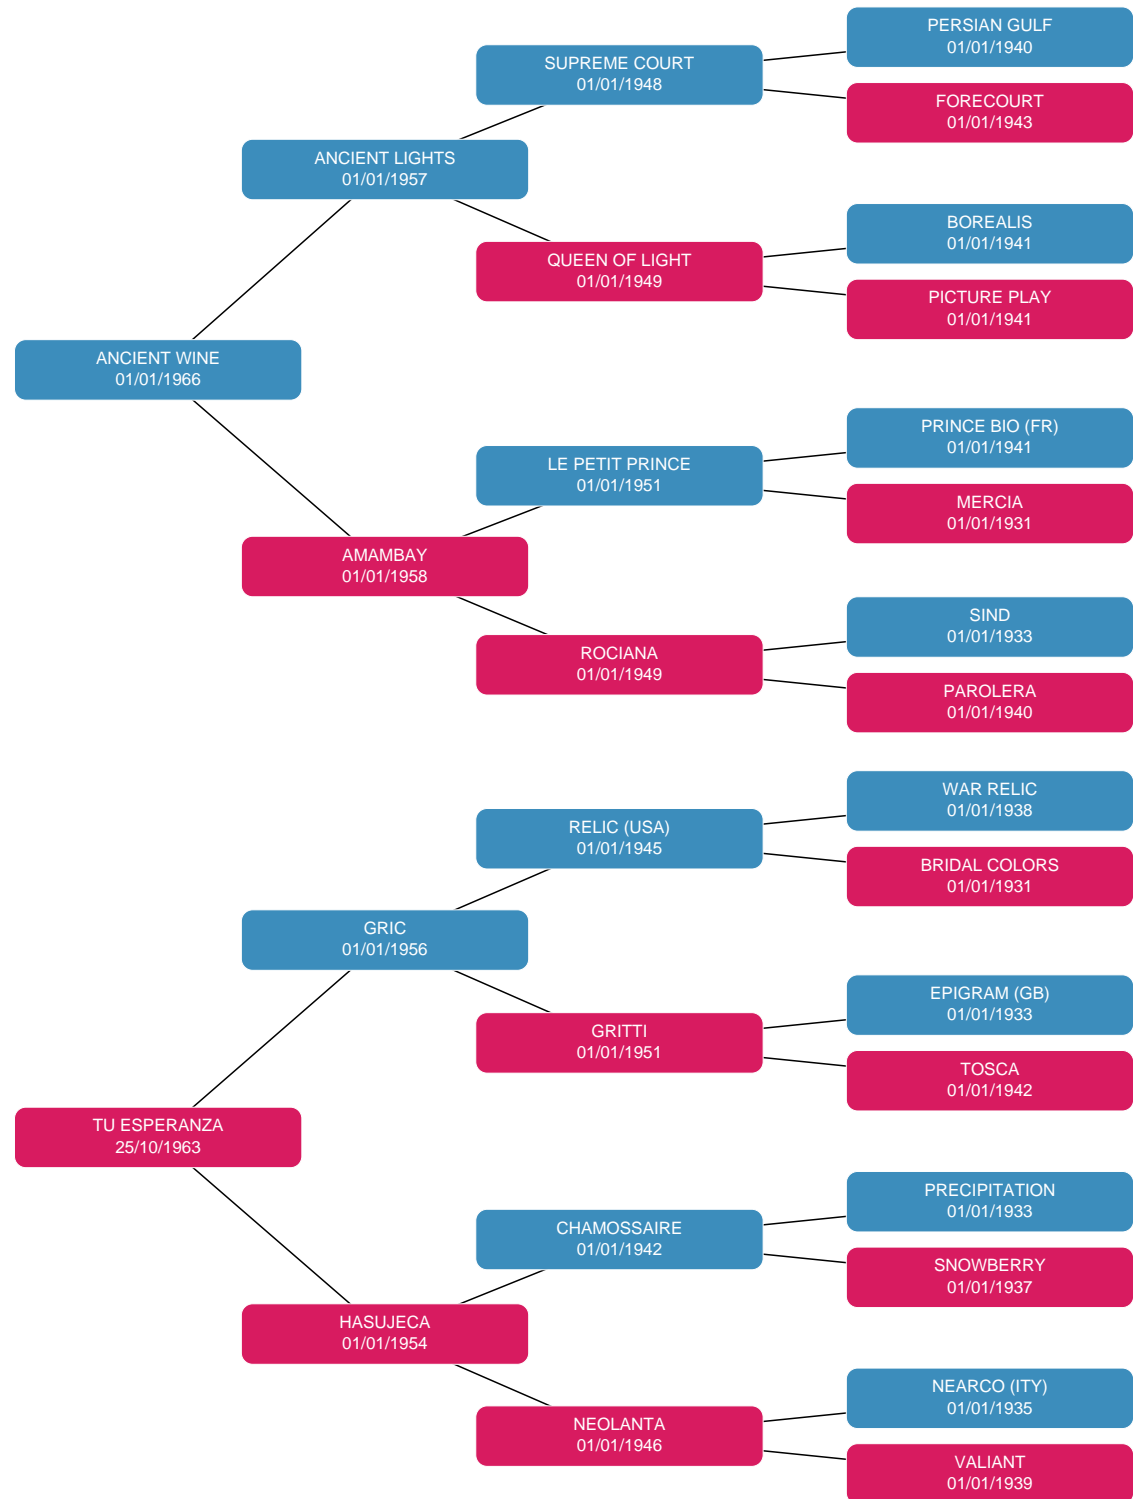 PERSIAN GULF
01/01/1940
SUPREME COURT
01/01/1948
FORECOURT
01/01/1943
ANCIENT LIGHTS
01/01/1957
BOREALIS
01/01/1941
QUEEN OF LIGHT
01/01/1949
PICTURE PLAY
01/01/1941
ANCIENT WINE
01/01/1966
PRINCE BIO (FR)
01/01/1941
LE PETIT PRINCE
01/01/1951
MERCIA
01/01/1931
AMAMBAY
01/01/1958
SIND
01/01/1933
ROCIANA
01/01/1949
PAROLERA
01/01/1940
WAR RELIC
01/01/1938
RELIC (USA)
01/01/1945
BRIDAL COLORS
01/01/1931
GRIC
01/01/1956
EPIGRAM (GB)
01/01/1933
GRITTI
01/01/1951
TOSCA
01/01/1942
TU ESPERANZA
25/10/1963
PRECIPITATION
01/01/1933
CHAMOSSAIRE
01/01/1942
SNOWBERRY
01/01/1937
HASUJECA
01/01/1954
NEARCO (ITY)
01/01/1935
NEOLANTA
01/01/1946
VALIANT
01/01/1939